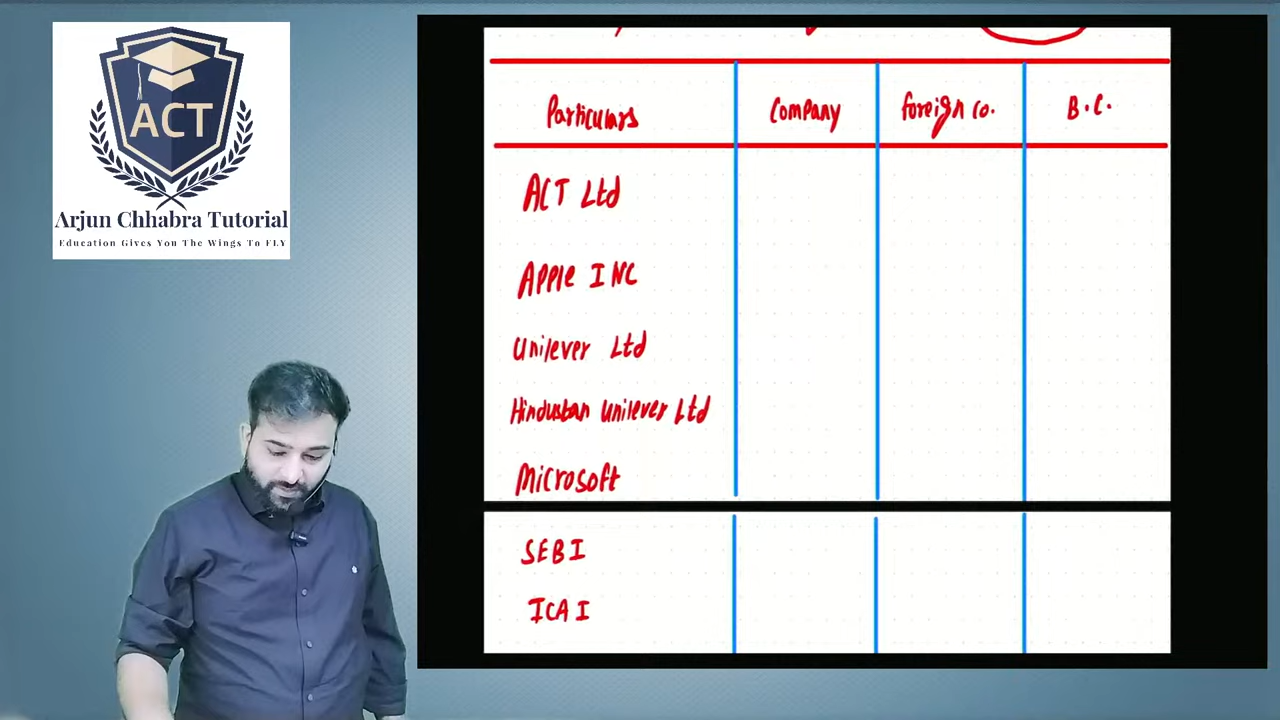 ACT
Arjun Chhabra Tutorial
Education Gives You The Wings To FLY
Particulars Company foreign co. B.C.
ACT Ltd
Apple INC
Unilever Ltd
Hindustan Unilever Ltd
Microsoft
SEBI
ICAI